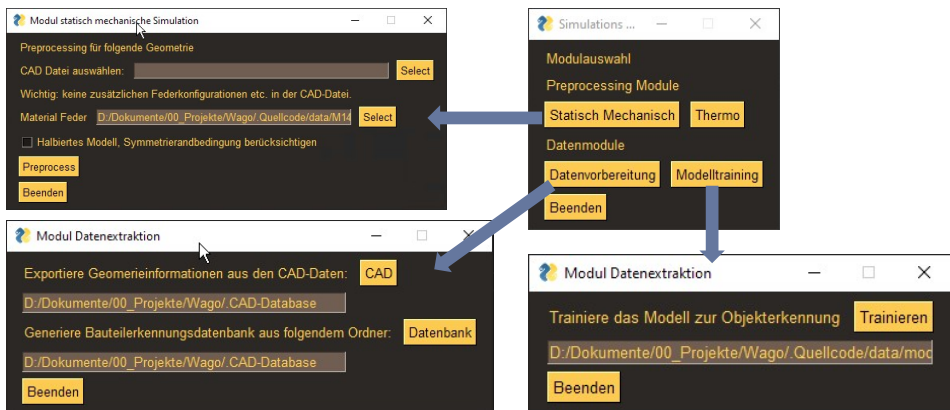 Modul statisch mechanische Simulation
Preprocessing für folgende Geometrie
CAD Datei auswählen: Select
Wichtig: keine zusätzlichen Federkonfigurationen etc. in der CAD-Datei.
Material Feder D:/Dokumente/00_Projekte/Wago/.Quellcode/data/M14 Select
Halbiertes Modell, Symmetrierandbedingung berücksichtigen
Preprocess
Beenden
Simulations ...
Modulauswahl
Preprocessing Module
Statisch Mechanisch Thermo
Datenmodule
Datenvorbereitung Modelltraining
Beenden
Modul Datenextraktion
Exportiere Geomerieinformationen aus den CAD-Daten: CAD
D:/Dokumente/00_Projekte/Wago/.CAD-Database
Generiere Bauteilerkennungsdatenbank aus folgendem Ordner: Datenbank
D:/Dokumente/00_Projekte/Wago/.CAD-Database
Beenden
Modul Datenextraktion
Trainiere das Modell zur Objekterkennung Trainieren
D:/Dokumente/00_Projekte/Wago/.Quellcode/data/moc
Beenden